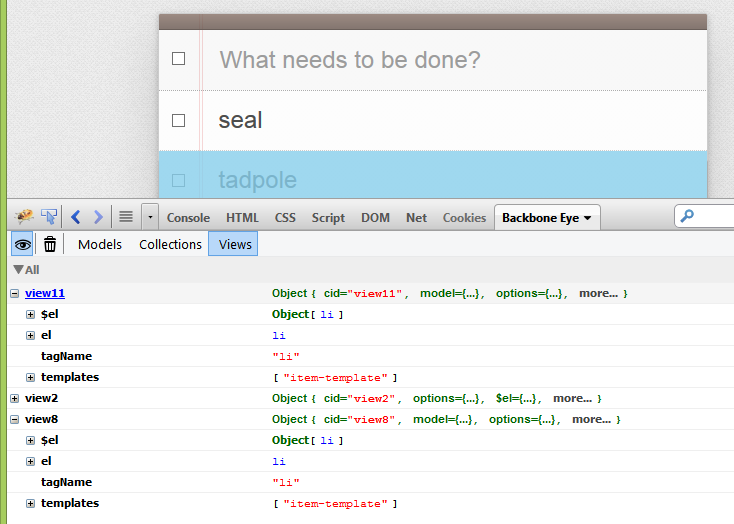 What needs to be done?
seal
tadpole
Console HTML CSS Script DOM Net Cookies Backbone Eye
Models Collections Views
All
view11 Object { cid="view11", model={...}, options={...}, more... }
$el Object[ li ]
el li
tagName "li"
templates [ "item-template" ]
view2 Object { cid="view2", options={...}, $el={...}, more... }
view8 Object { cid="view8", model={...}, options={...}, more... }
$el Object[ li ]
el li
tagName "li"
templates [ "item-template" ]